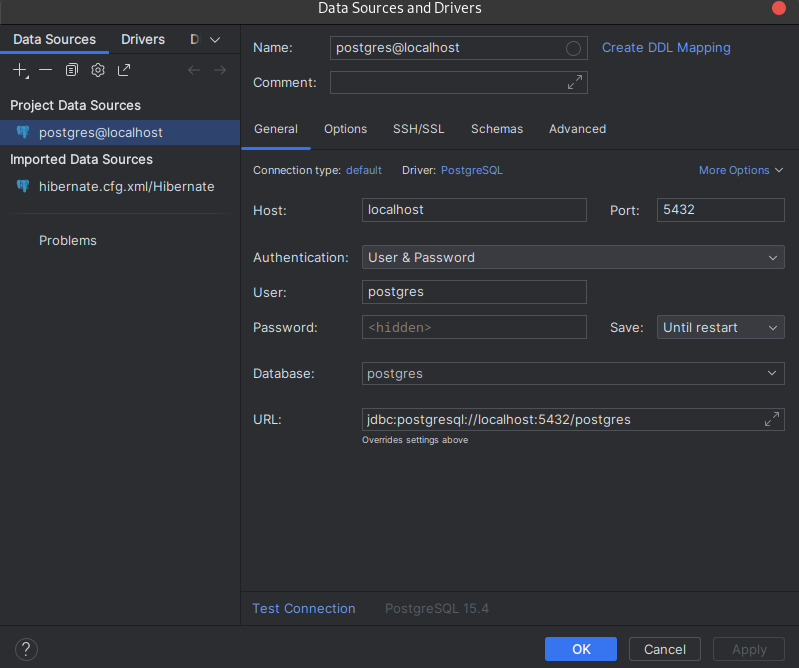 Data Sources and Drivers
Data Sources Drivers D
Project Data Sources
postgres@localhost
Imported Data Sources
hibernate.cfg.xml/Hibernate
Problems
Name: postgres@localhost Create DDL Mapping
Comment:
General Options SSH/SSL Schemas Advanced
Connection type: default Driver: PostgreSQL More Options
Host: localhost Port: 5432
Authentication: User & Password
User: postgres
Password: <hidden> Save: Until restart
Database: postgres
URL: jdbc:postgresql://localhost:5432/postgres
Overrides settings above
Test Connection PostgreSQL 15.4
? OK Cancel Apply